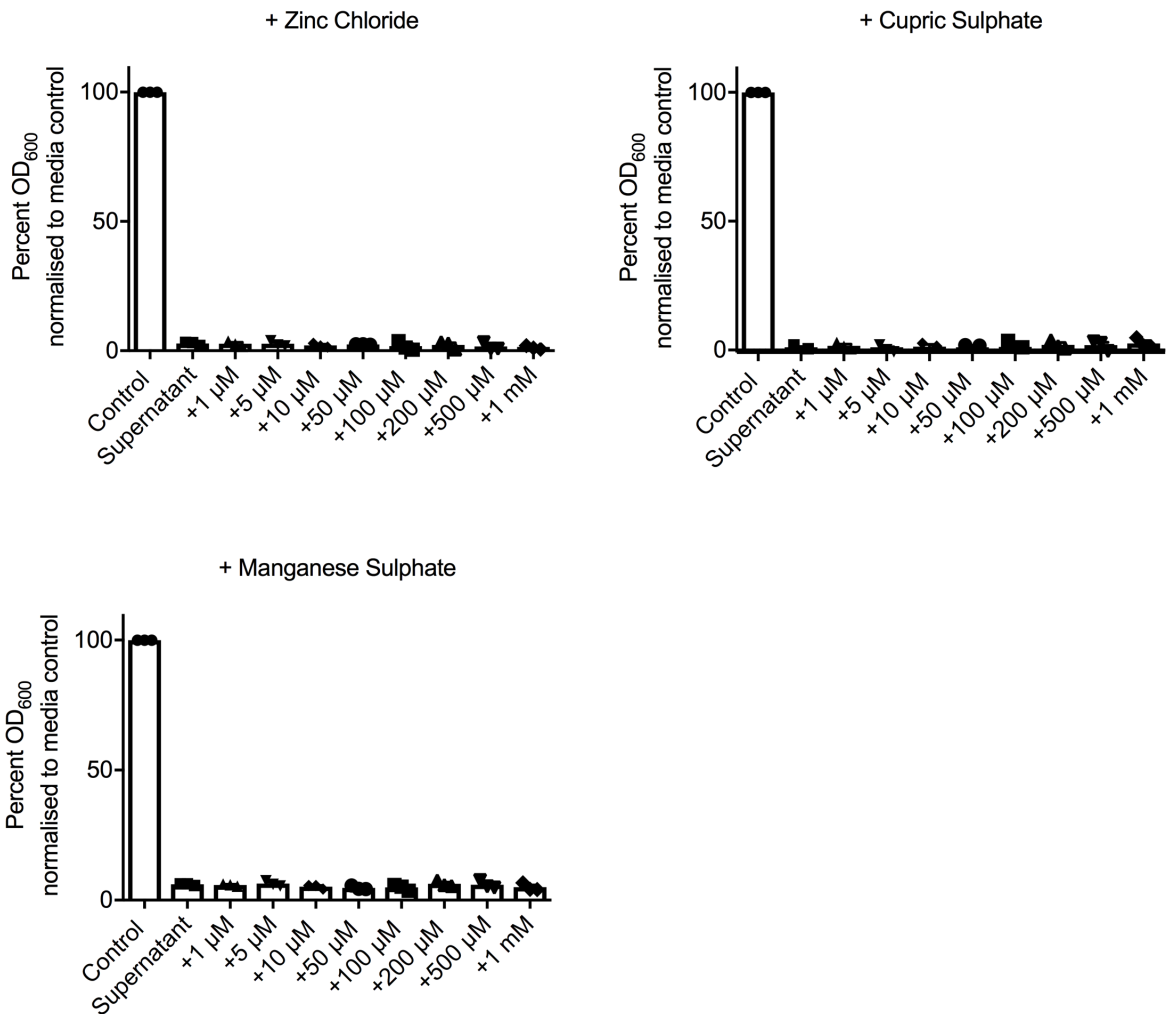 + Zinc Chloride
Percent OD600
normalised to media control
100
50
0
Control
Supernatant
+1 µM
+5 µM
+10 µM
+50 µM
+100 µM
+200 µM
+500 µM
+1 mM
+ Cupric Sulphate
Percent OD600
normalised to media control
100
50
0
Control
Supernatant
+1 µM
+5 µM
+10 µM
+50 µM
+100 µM
+200 µM
+500 µM
+1 mM
+ Manganese Sulphate
Percent OD600
normalised to media control
100
50
0
Control
Supernatant
+1 µM
+5 µM
+10 µM
+50 µM
+100 µM
+200 µM
+500 µM
+1 mM